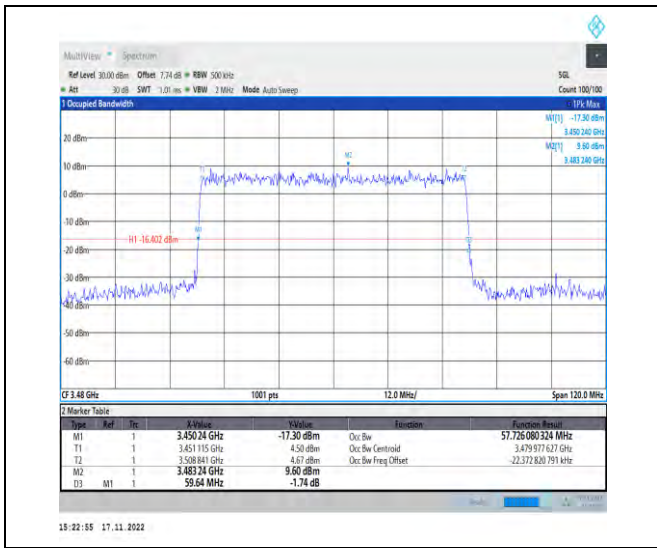 MultiView Spectrum
Ref Level 30.00 dBm Offset 7.74 dB RBW 500 kHz SGL
Att 30 dB SWT 1.01 ms VBW 2 MHz Mode Auto Sweep Count 100/100
1 Occupied Bandwidth 1Pk Max
M1[1] -17.30 dBm
3.450 240 GHz
20 dBm
M2[1] 9.60 dBm
3.483 240 GHz
M2
10 dBm
0 dBm
-10 dBm
M1
H1 -16.402 dBm
-20 dBm
-30 dBm
-40 dBm
-50 dBm
-60 dBm
CF 3.48 GHz 1001 pts 12.0 MHz/ Span 120.0 MHz
2 Marker Table
Type Ref Trc X-Value Y-Value Function Function Result
M1 1 3.450 24 GHz -17.30 dBm Occ Bw 57.726 080 324 MHz
T1 1 3.451 115 GHz 4.50 dBm Occ Bw Centroid 3.479 977 627 GHz
T2 1 3.508 841 GHz 4.67 dBm Occ Bw Freq Offset -22.372 820 791 kHz
M2 1 3.483 24 GHz 9.60 dBm
D3 M1 1 59.64 MHz -1.74 dB
15:22:55 17.11.2022